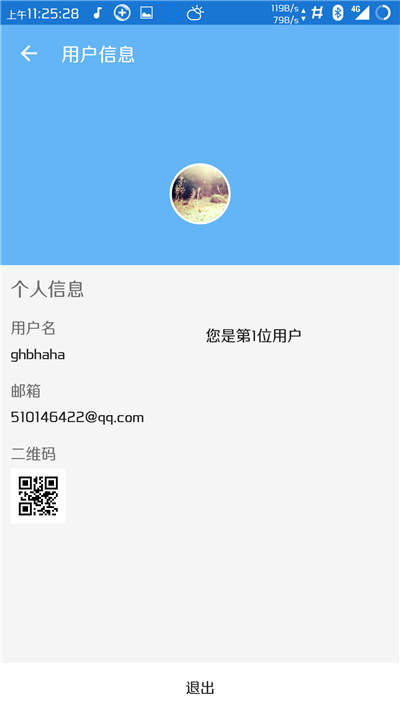 上午11:25:28 119B/s 4G
79B/s
用户信息
个人信息
用户名
您是第1位用户
ghbhaha
邮箱
510146422@qq.com
二维码
退出